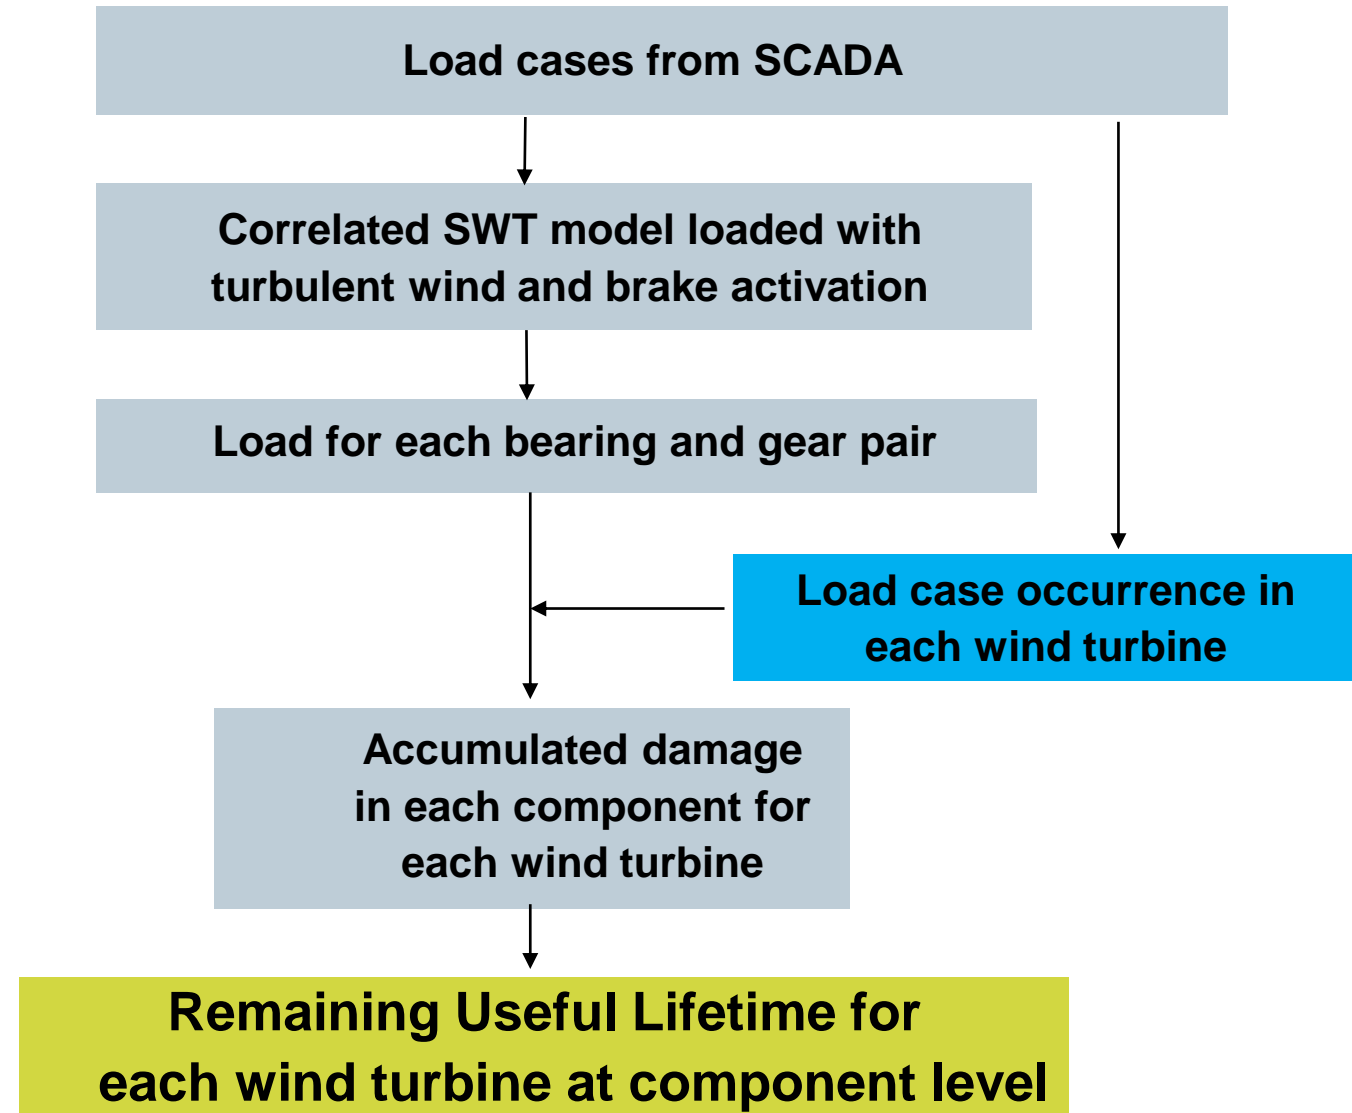 Load cases from SCADA
Correlated SWT model loaded with
turbulent wind and brake activation
Load for each bearing and gear pair
Load case occurrence in
each wind turbine
Accumulated damage
in each component for
each wind turbine
Remaining Useful Lifetime for
each wind turbine at component level